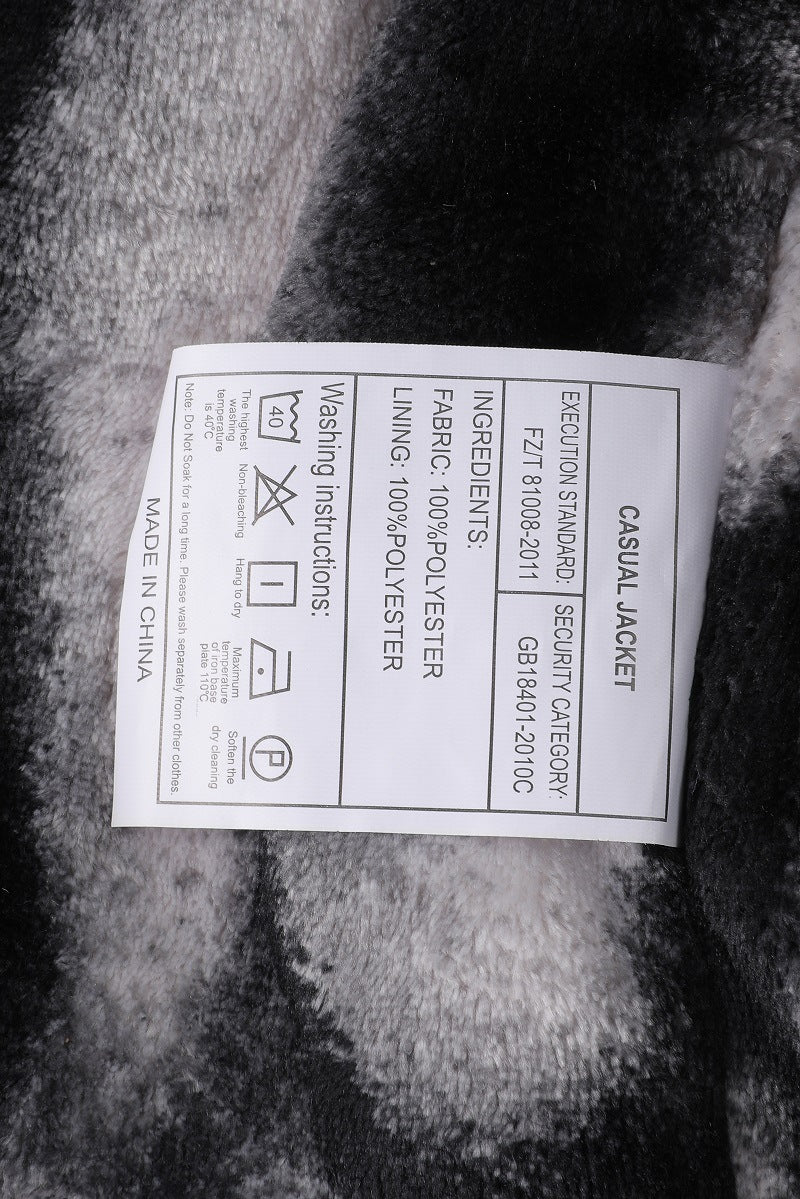 CASUAL JACKET
EXECUTION STANDARD:
FZ/T 81008-2011
SECURITY CATEGORY:
GB18401-2010C
INGREDIENTS:
FABRIC: 100%POLYESTER
LINING: 100%POLYESTER
Washing instructions:
40
The highest
washing
temperature
is 40°C
Non-bleaching
Hang to dry
Maximum
temperature
of iron base
plate 110°C
P
Soften the
dry cleaning
Note: Do Not Soak for a long time. Please wash separately from other clothes.
MADE IN CHINA